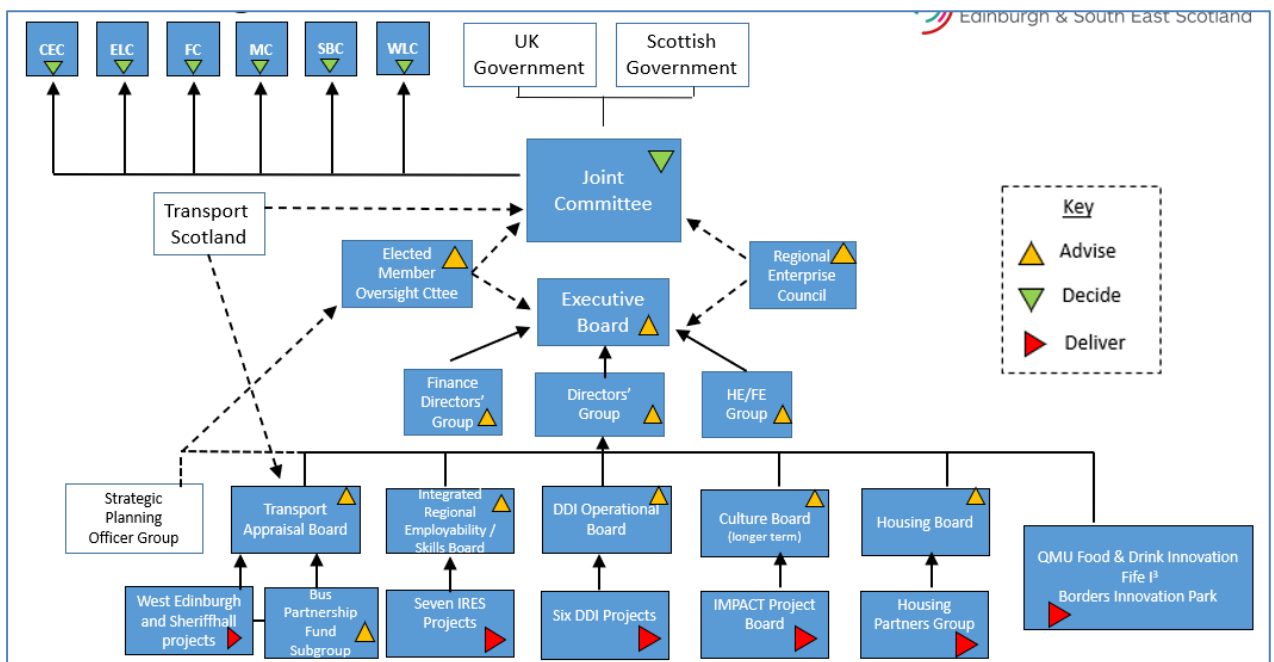 Edinburgh & South East Scotland
CEC
ELC
FC
MC
SBC
WLC
UK
Government
Scottish
Government
Joint
Committee
Transport
Scotland
Elected
Member
Oversight Cttee
Regional
Enterprise
Council
Executive
Board
Key
Advise
Decide
Deliver
Finance
Directors'
Group
Directors'
Group
HE/FE
Group
Strategic
Planning
Officer Group
Transport
Appraisal Board
Integrated
Regional
Employability /
Skills Board
DDI Operational
Board
Culture Board
(longer term)
Housing Board
QMU Food & Drink Innovation
Fife I³
Borders Innovation Park
West Edinburgh
and Sheriffhall
projects
Bus
Partnership
Fund
Subgroup
Seven IRES
Projects
Six DDI Projects
IMPACT Project
Board
Housing
Partners Group